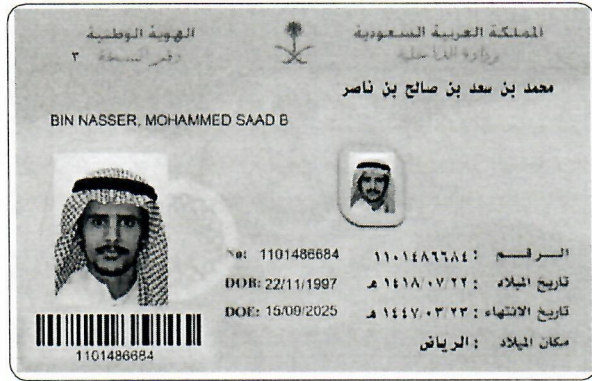 المملكة العربية السعودية
وزارة الداخلية
الهوية الوطنية
رقم النسخة ٣
محمد بن سعد بن صالح بن ناصر
BIN NASSER, MOHAMMED SAAD B
الرقم : ١١٠١٤٨٦٦٨٤ No: 1101486684
تاريخ الميلاد : ١٤١٨/٠٧/٢٢ هـ DOB: 22/11/1997
تاريخ الانتهاء : ١٤٤٧/٠٣/٢٣ هـ DOE: 15/09/2025
مكان الميلاد : الرياض
1101486684